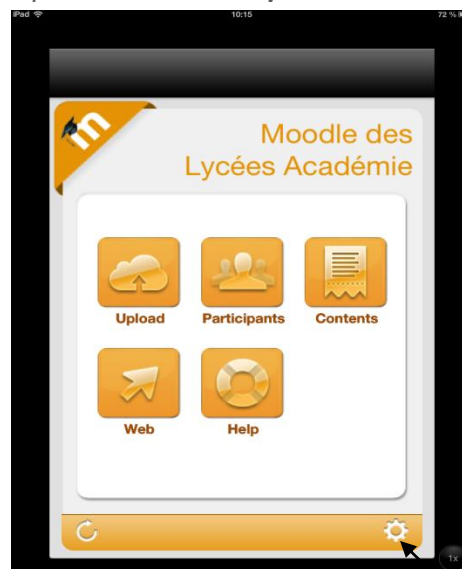 iPad 10:15 72 %
m
Moodle des
Lycées Académie
Upload Participants Contents
Web Help
1x